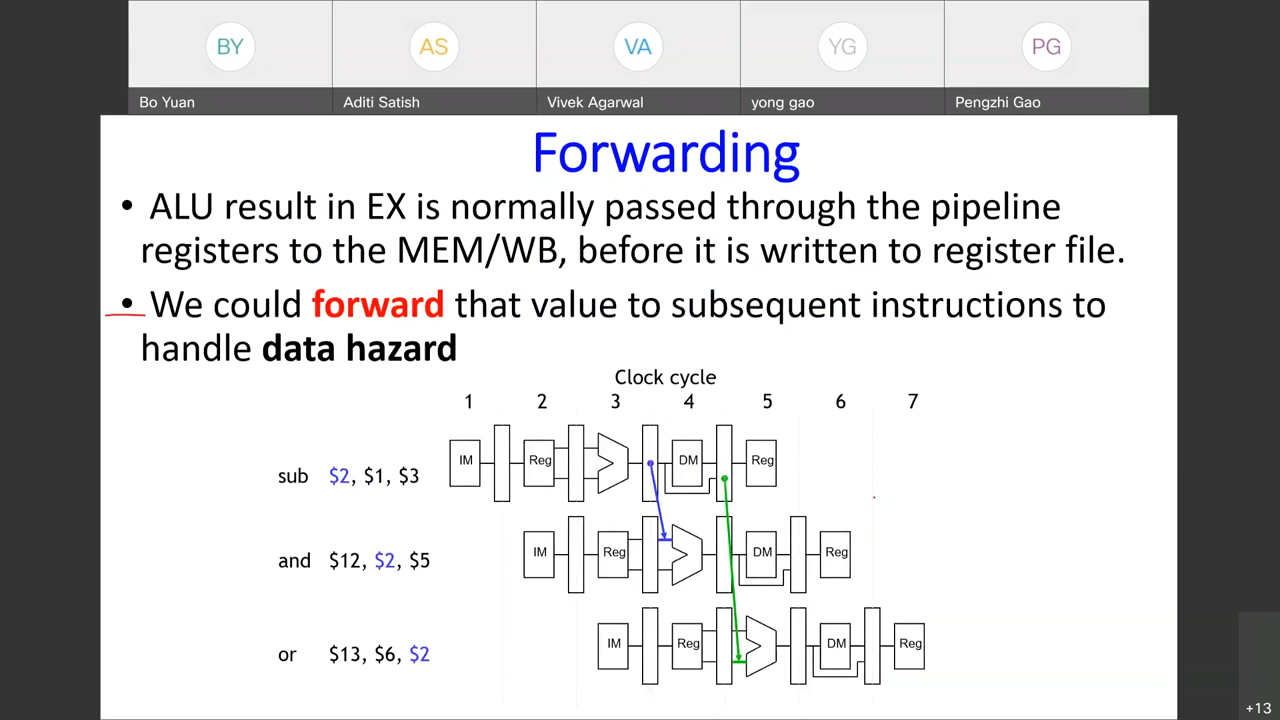 BY AS VA YG PG
Bo Yuan Aditi Satish Vivek Agarwal yong gao Pengzhi Gao
Forwarding
• ALU result in EX is normally passed through the pipeline
registers to the MEM/WB, before it is written to register file.
• We could forward that value to subsequent instructions to
handle data hazard
Clock cycle
1 2 3 4 5 6 7
IM Reg DM Reg
sub $2, $1, $3
IM Reg DM Reg
and $12, $2, $5
IM Reg DM Reg
or $13, $6, $2
+13